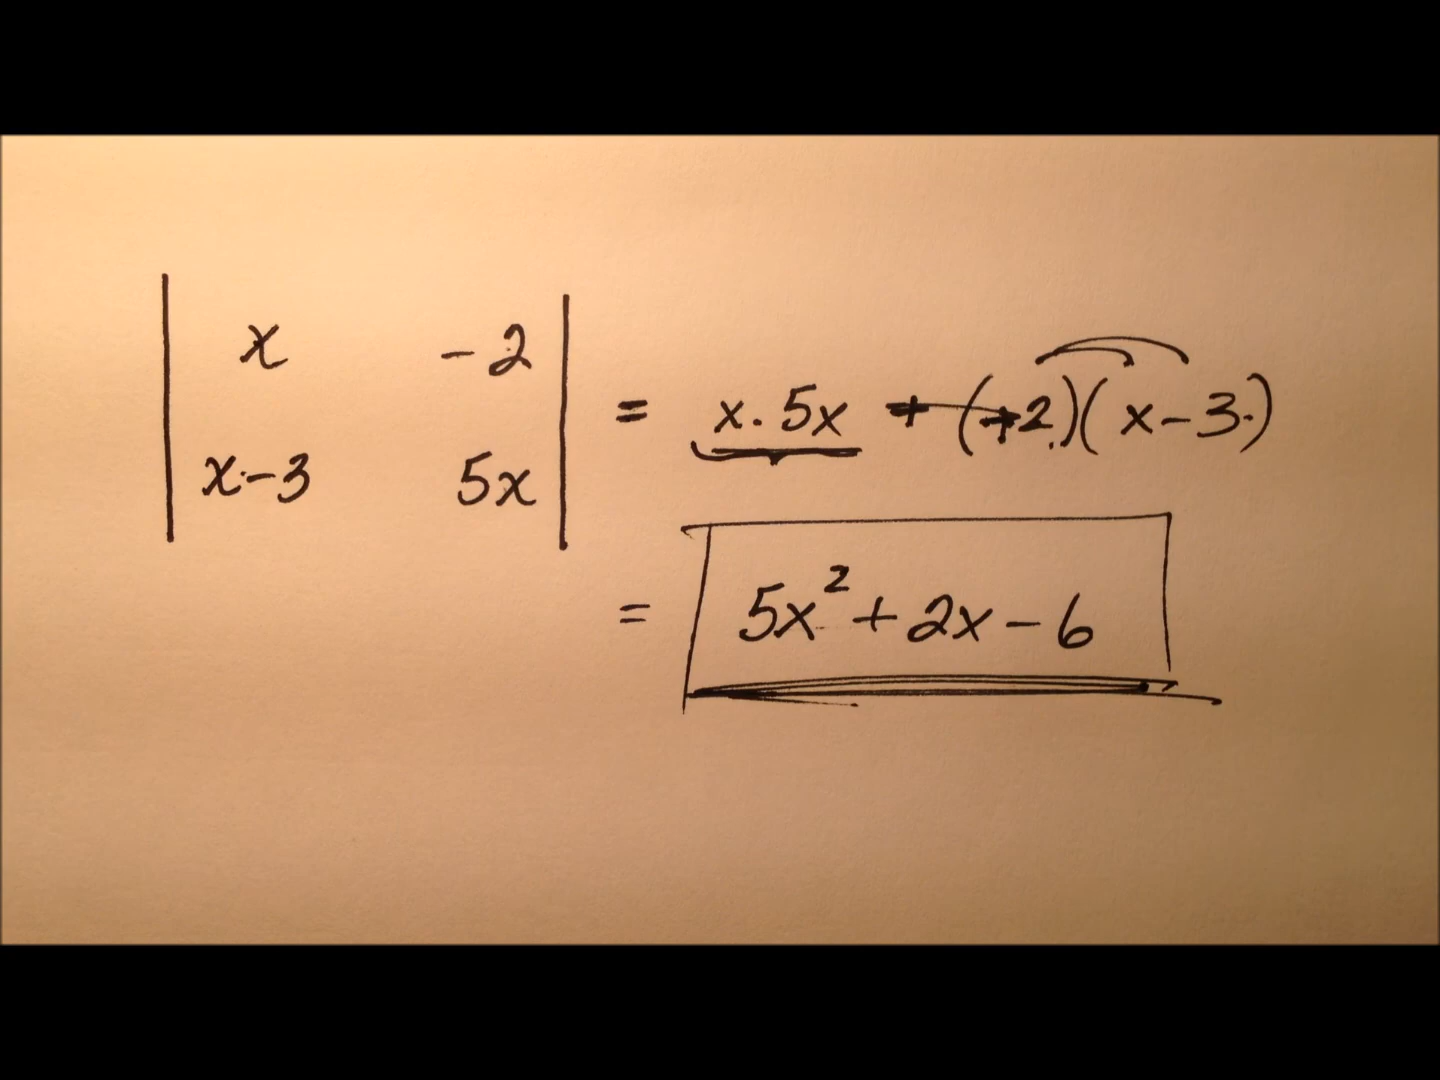 | x -2 |
| x-3 5x | = x. 5x + (+2)(x-3)
= 5x² + 2x - 6